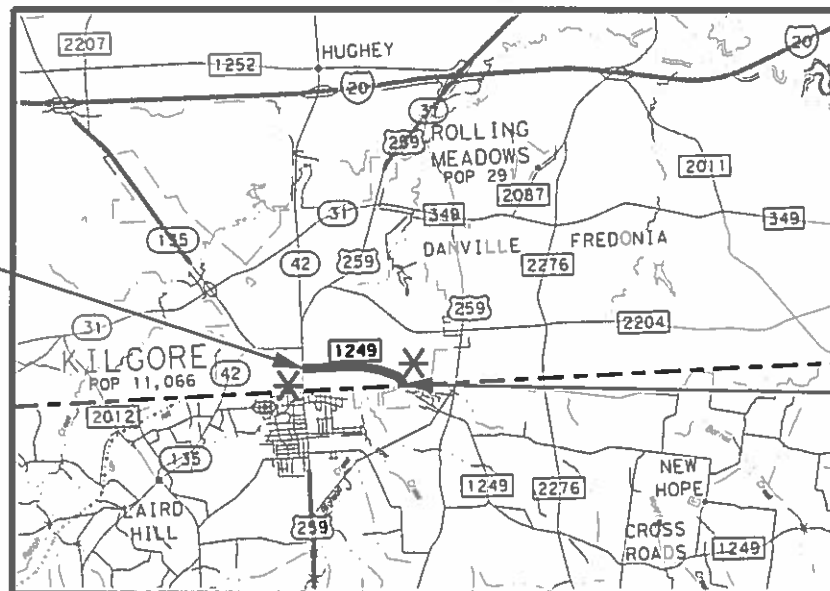 2207
HUGHEY
20
1252
20
31
259
ROLLING
MEADOWS
POP 29
2011
2087
31
349
349
135
DANVILLE
FREDONIA
42
259
2276
259
31
2204
KILGORE
POP 11,066
42
1249
2012
135
NEW
HOPE
1249
2276
LAIRD
HILL
259
CROSS
ROADS
1249